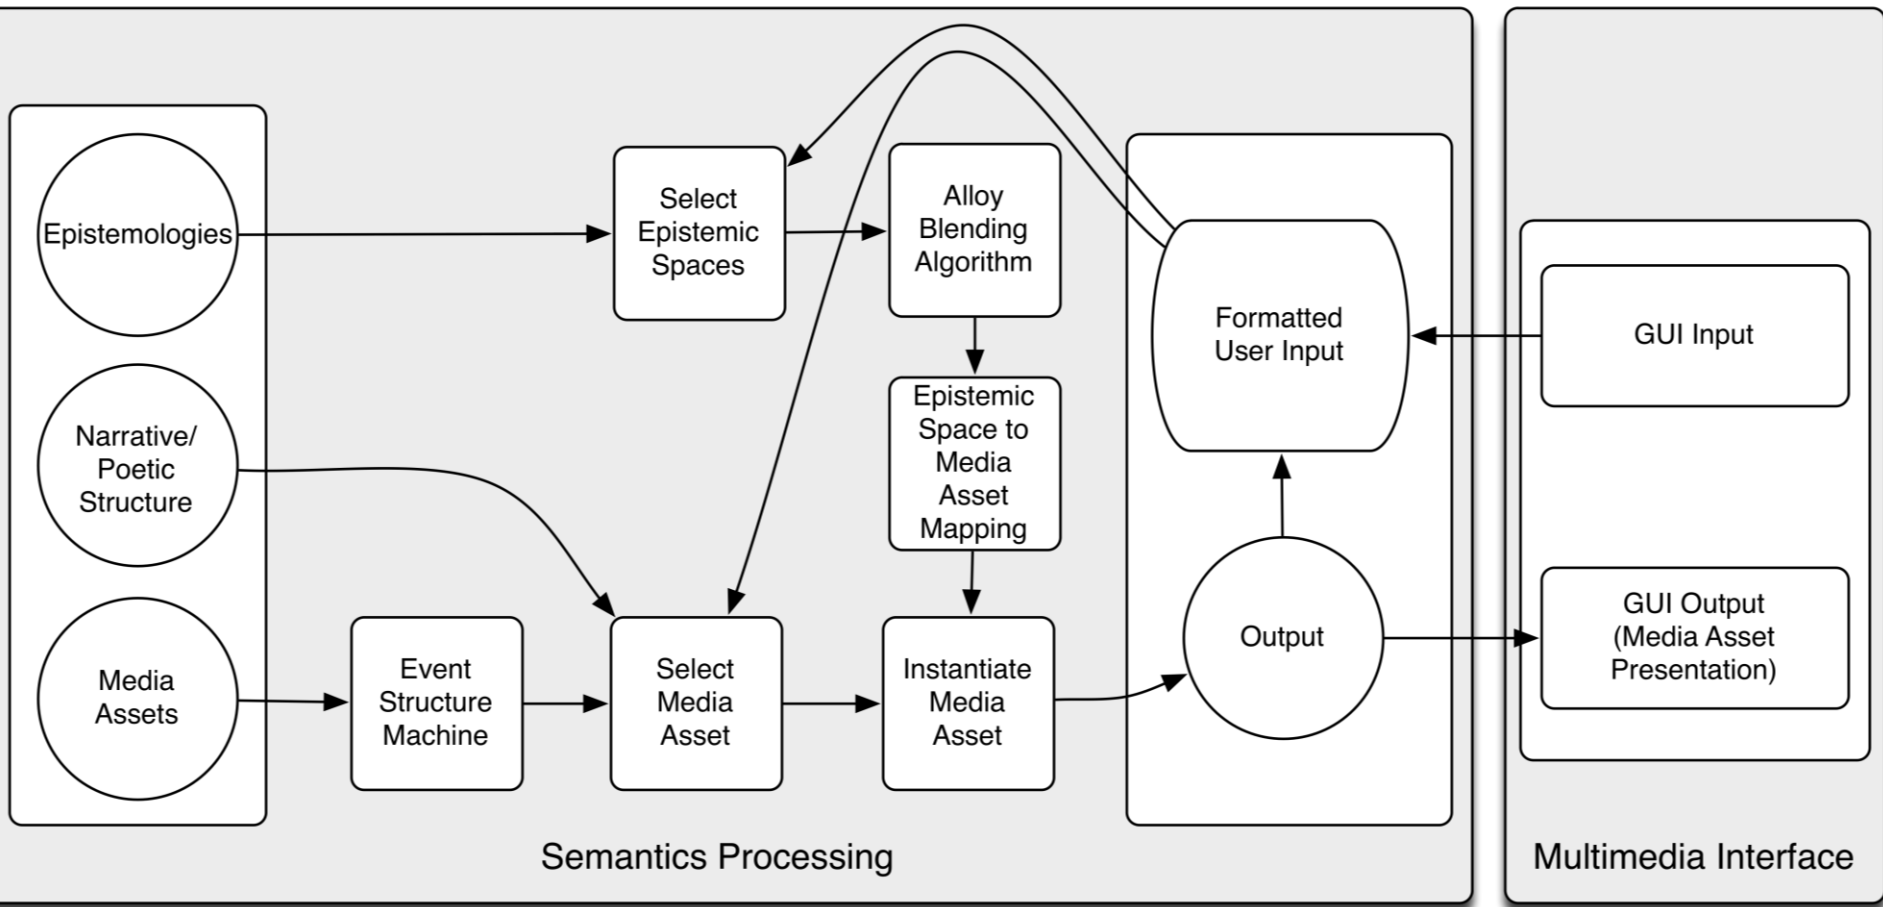 Epistemologies
Narrative/
Poetic
Structure
Media
Assets
Event
Structure
Machine
Select
Epistemic
Spaces
Select
Media
Asset
Alloy
Blending
Algorithm
Epistemic
Space to
Media
Asset
Mapping
Instantiate
Media
Asset
Formatted
User Input
Output
Semantics Processing
GUI Input
GUI Output
(Media Asset
Presentation)
Multimedia Interface